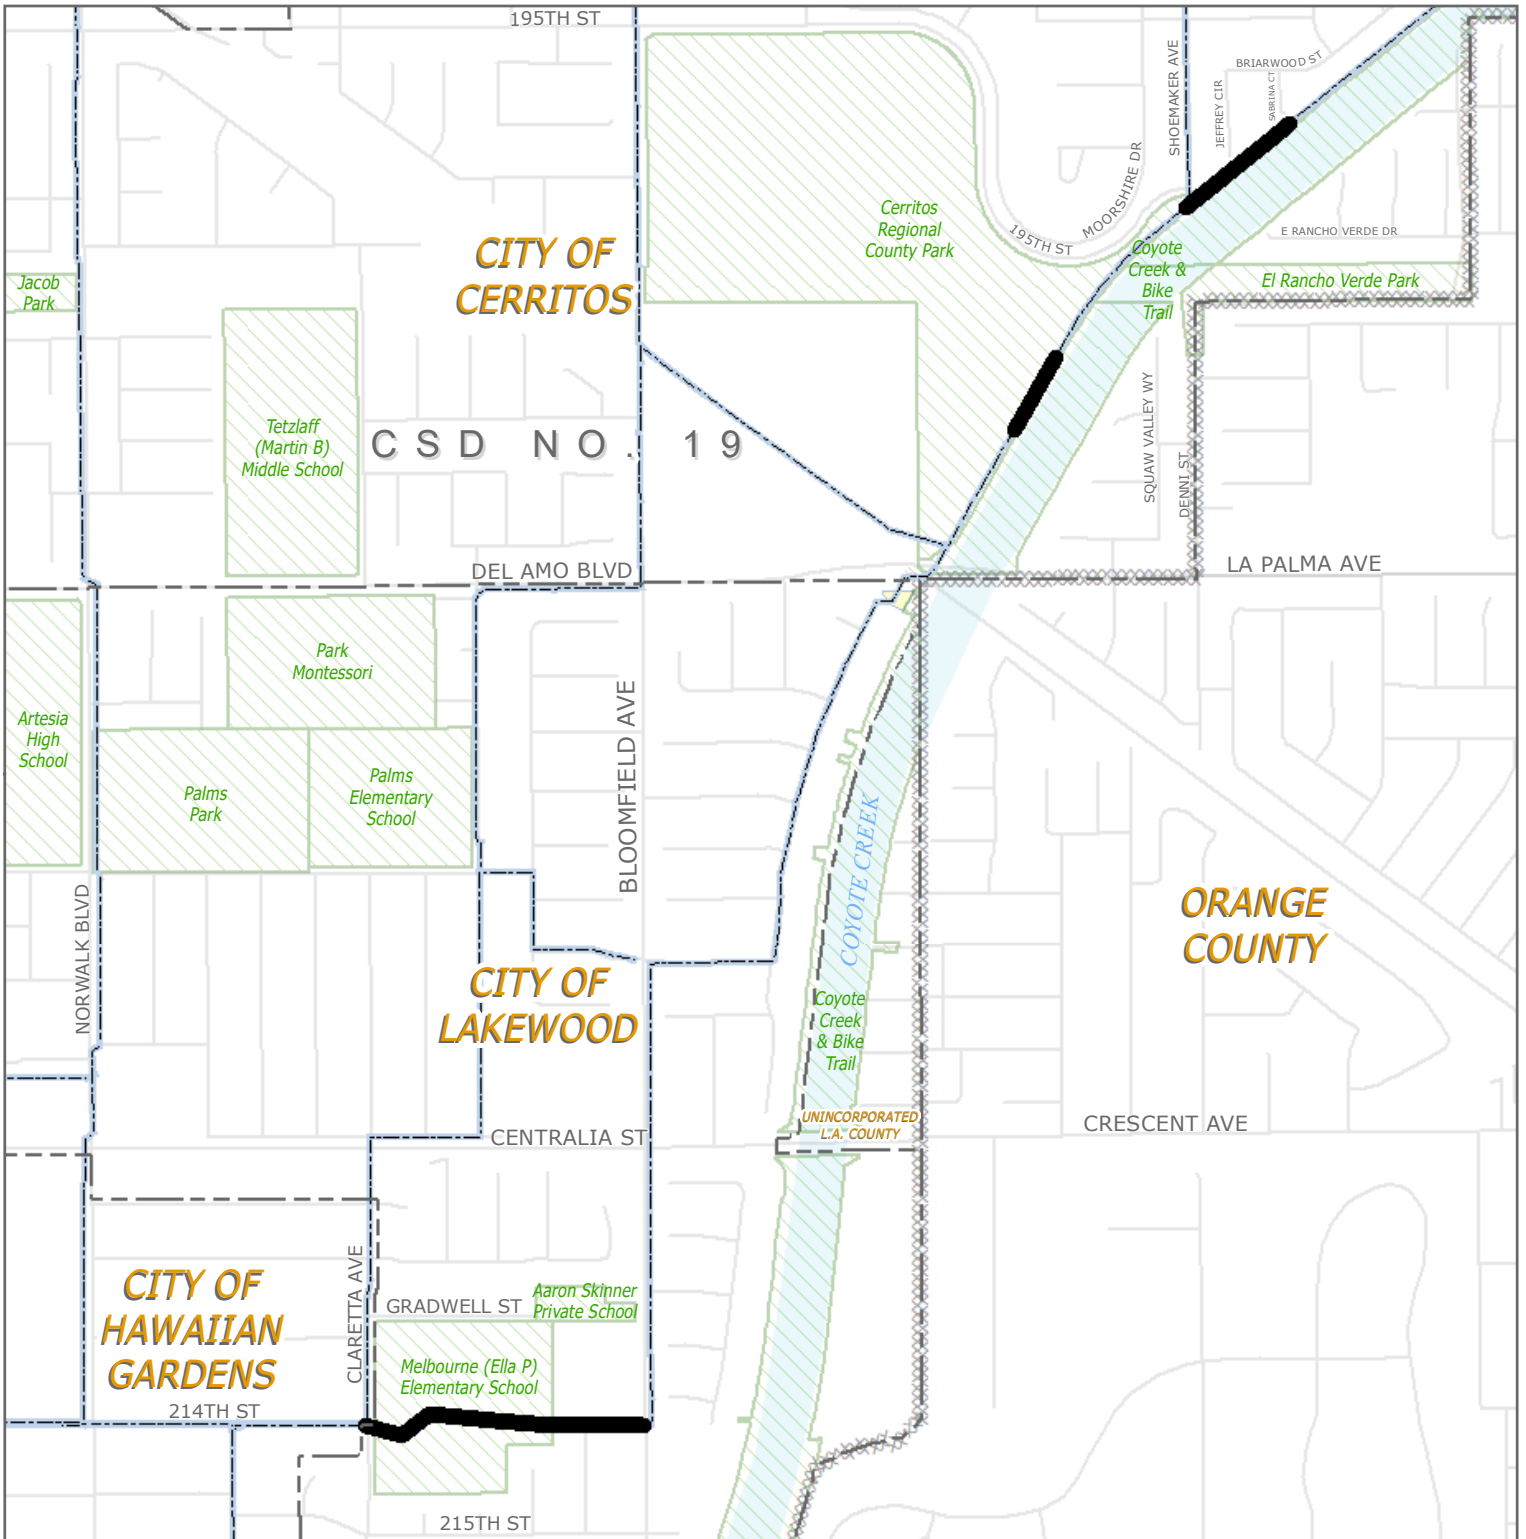 195TH ST
SHOEMAKER AVE
BRIARWOOD ST
JEFFREY CIR
SABRINA CT
MOORSHIRE DR
195TH ST
E RANCHO VERDE DR
Cerritos
Regional
County Park
CITY OF
CERRITOS
Coyote
Creek &
Bike
Trail
El Rancho Verde Park
Jacob
Park
Tetzlaff
(Martin B)
Middle School
CSD NO. 19
SQUAW VALLEY WY
DENNI ST
DEL AMO BLVD
LA PALMA AVE
Park
Montessori
Artesia
High
School
Palms
Park
Palms
Elementary
School
BLOOMFIELD AVE
COYOTE CREEK
ORANGE
COUNTY
NORWALK BLVD
CITY OF
LAKEWOOD
Coyote
Creek
& Bike
Trail
UNINCORPORATED
L.A. COUNTY
CENTRALIA ST
CRESCENT AVE
CITY OF
HAWAIIAN
GARDENS
CLARETTA AVE
GRADWELL ST
Aaron Skinner
Private School
Melbourne (Ella P)
Elementary School
214TH ST
215TH ST